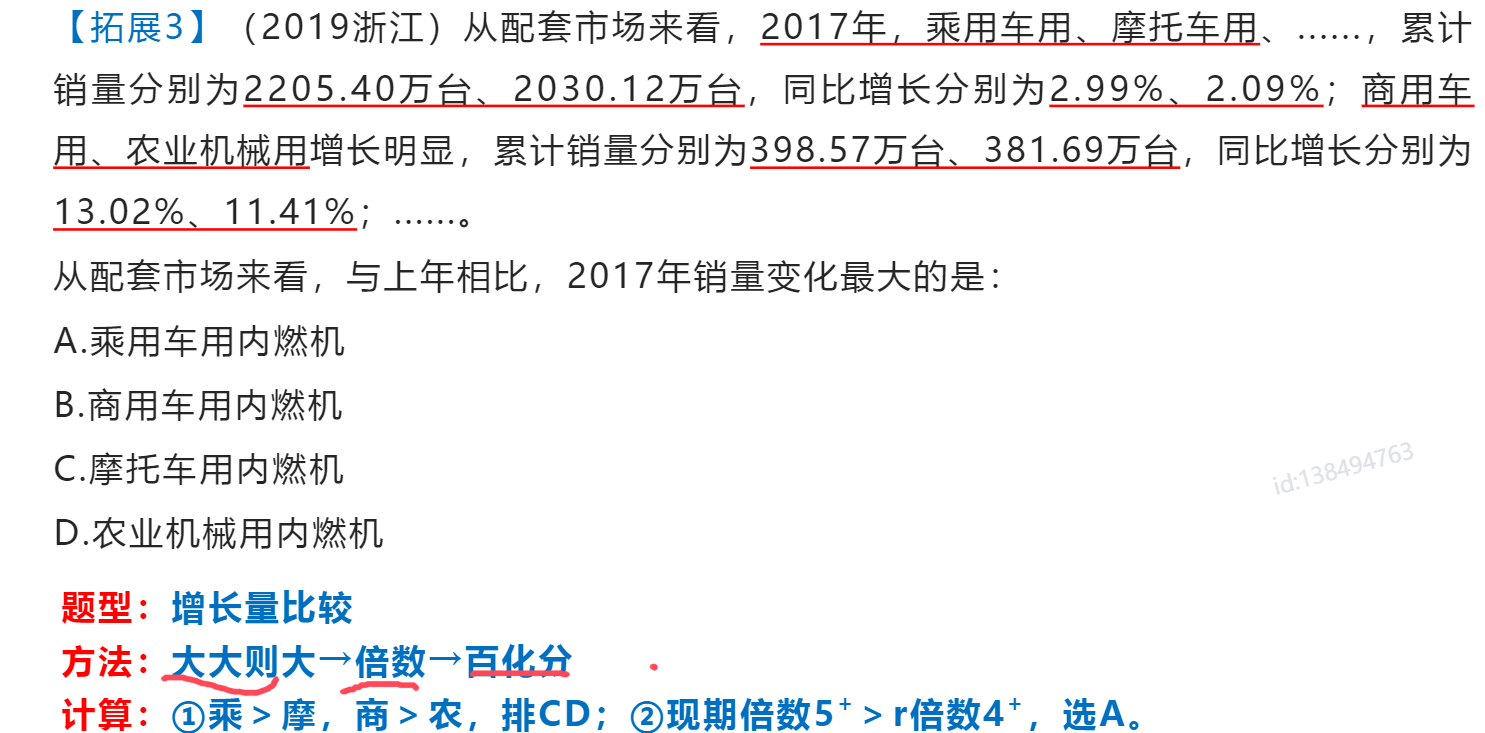 【拓展3】（2019浙江）从配套市场来看，2017年，乘用车用、摩托车用、……，累计
销量分别为2205.40万台、2030.12万台，同比增长分别为2.99%、2.09%；商用车
用、农业机械用增长明显，累计销量分别为398.57万台、381.69万台，同比增长分别为
13.02%、11.41%；……。
从配套市场来看，与上年相比，2017年销量变化最大的是：
A.乘用车用内燃机
B.商用车用内燃机
C.摩托车用内燃机
D.农业机械用内燃机
id:138494763
题型：增长量比较
方法：大大则大→倍数→百化分
计算：①乘＞摩，商＞农，排CD；②现期倍数5⁺＞r倍数4⁺，选A。